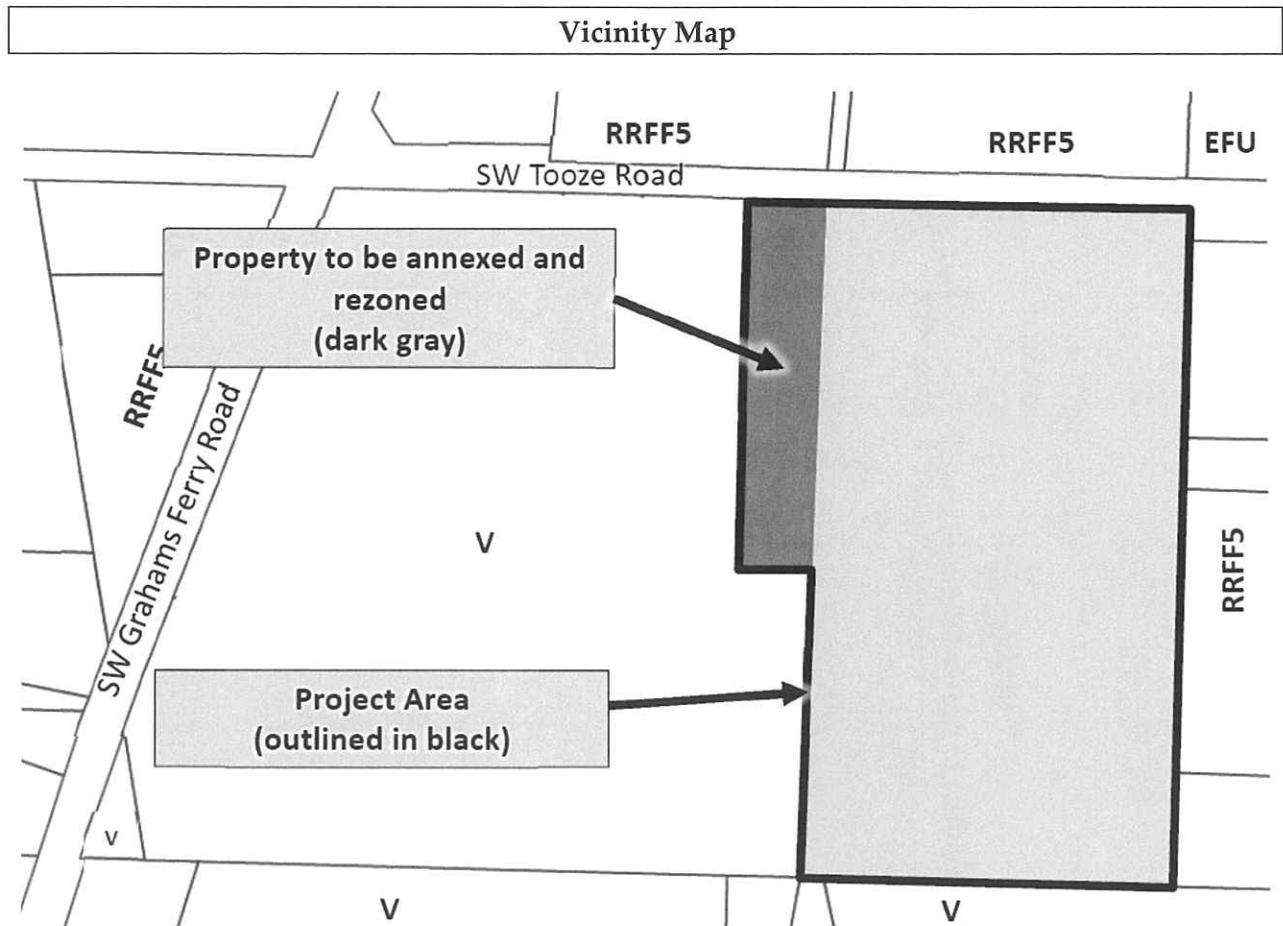 Vicinity Map
RRFF5
RRFF5
EFU
SW Tooze Road
Property to be annexed and
rezoned
(dark gray)
RRFF5
SW Grahams Ferry Road
V
RRFF5
Project Area
(outlined in black)
V
V
V